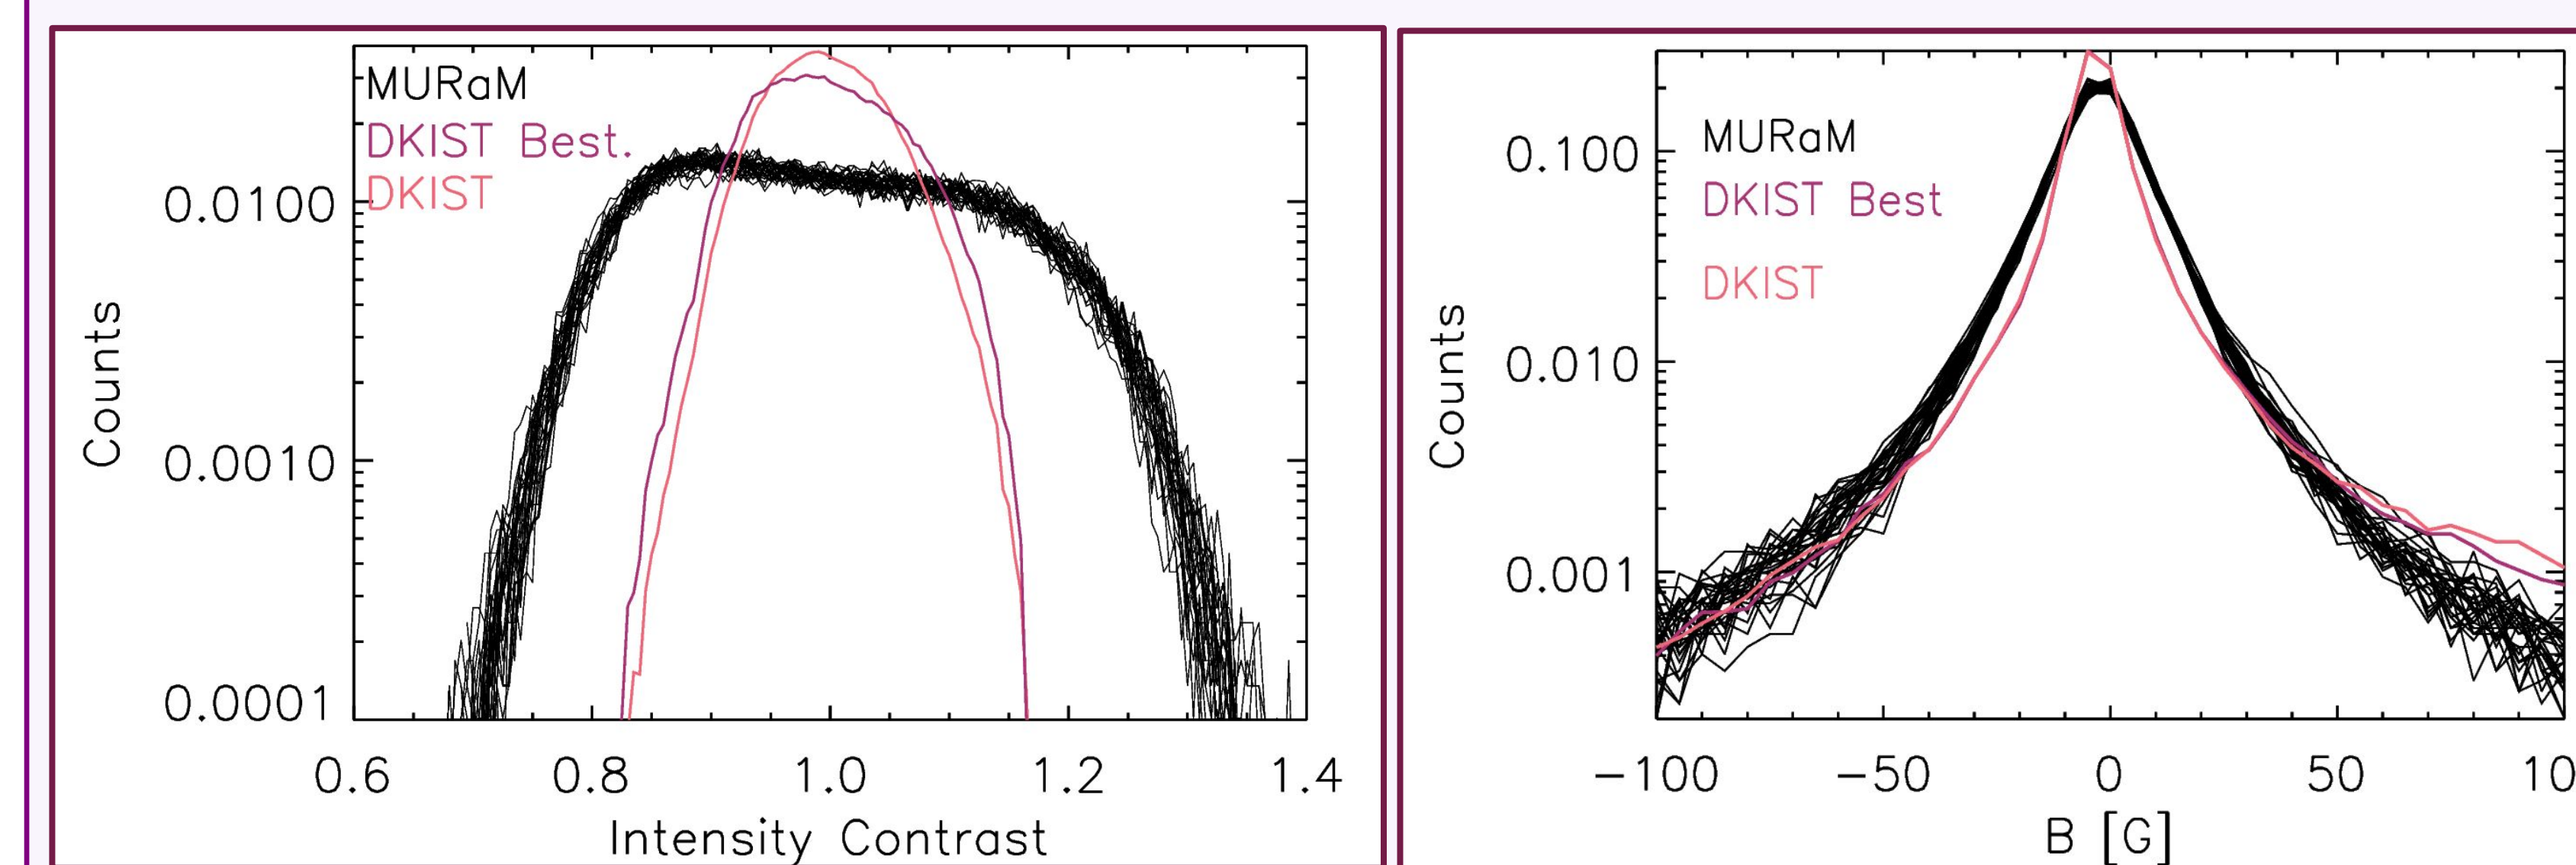 MURaM
DKIST Best.
DKIST
0.0100
0.0010
0.0001
Counts
0.6 0.8 1.0 1.2 1.4
Intensity Contrast
MURaM
DKIST Best
DKIST
0.100
0.010
0.001
Counts
−100 −50 0 50 10
B [G]